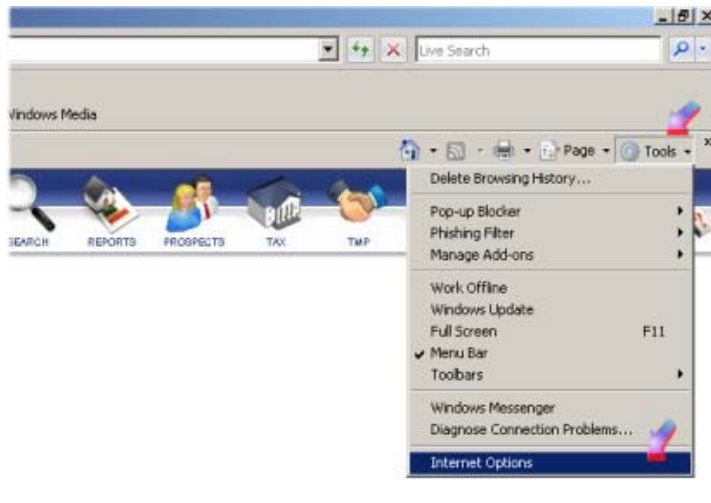 Live Search
Windows Media
Page Tools
Delete Browsing History...
SEARCH REPORTS PROSPECTS TAX TMP
Pop-up Blocker
Phishing Filter
Manage Add-ons
Work Offline
Windows Update
Full Screen F11
Menu Bar
Toolbars
Windows Messenger
Diagnose Connection Problems...
Internet Options